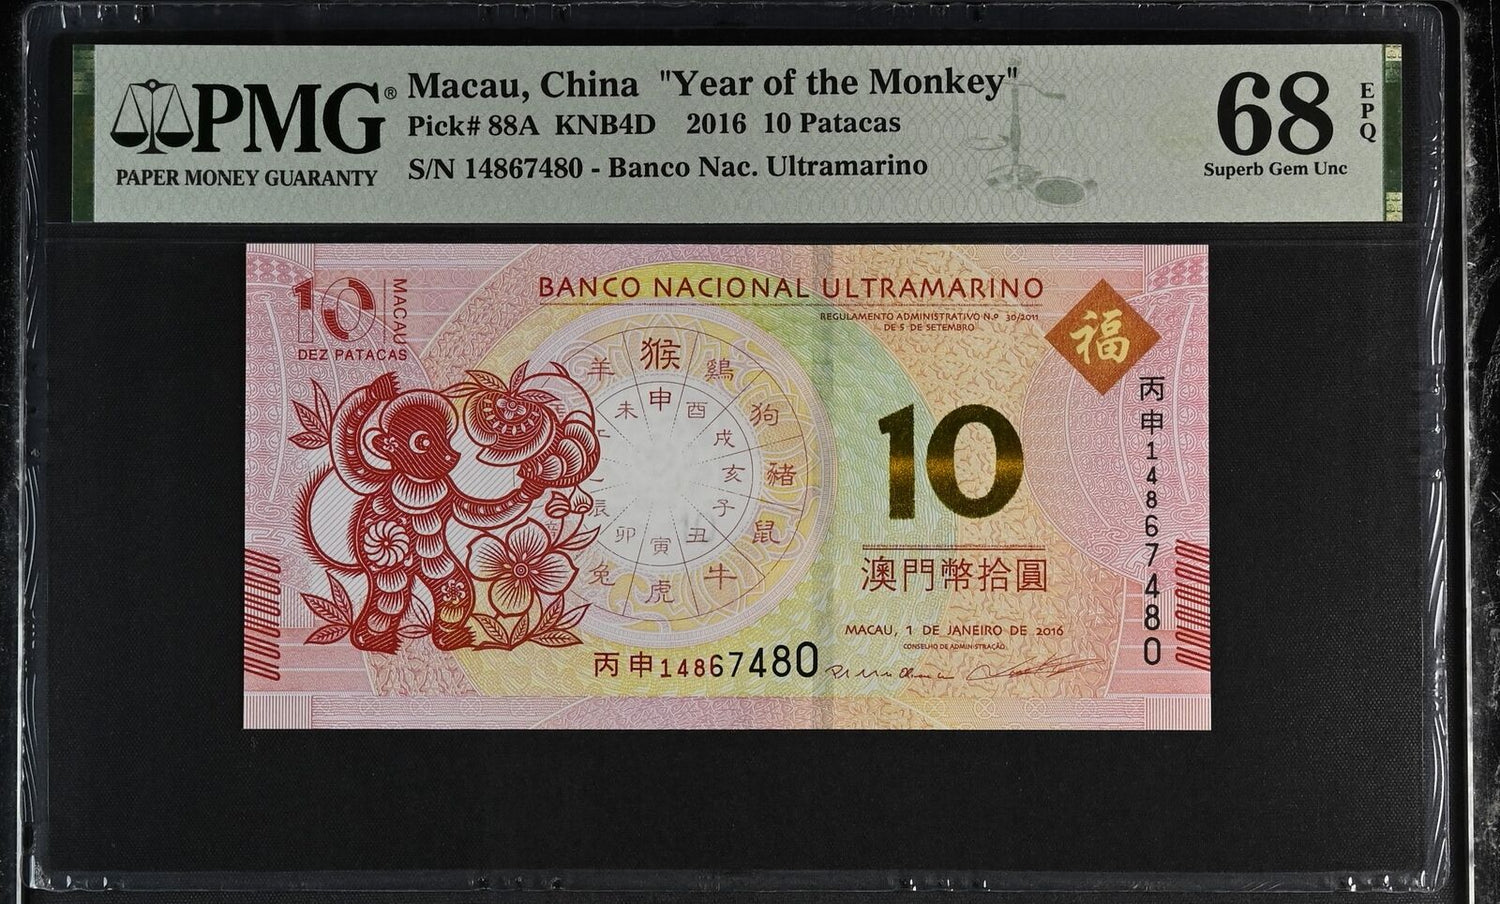 PMG®
PAPER MONEY GUARANTY
Macau, China "Year of the Monkey"
Pick# 88A KNB4D 2016 10 Patacas
S/N 14867480 - Banco Nac. Ultramarino
68
EPQ
Superb Gem Unc
10
MACAU
DEZ PATACAS
BANCO NACIONAL ULTRAMARINO
REGULAMENTO ADMINISTRATIVO N.º 30/2011
DE 5 DE SETEMBRO
福
丙申14867480
猴
鷄
狗
豬
鼠
牛
虎
兔
羊
申
酉
戌
亥
子
丑
寅
卯
辰
未
10
澳門幣拾圓
MACAU, 1 DE JANEIRO DE 2016
CONSELHO DE ADMINISTRAÇÃO
丙申14867480